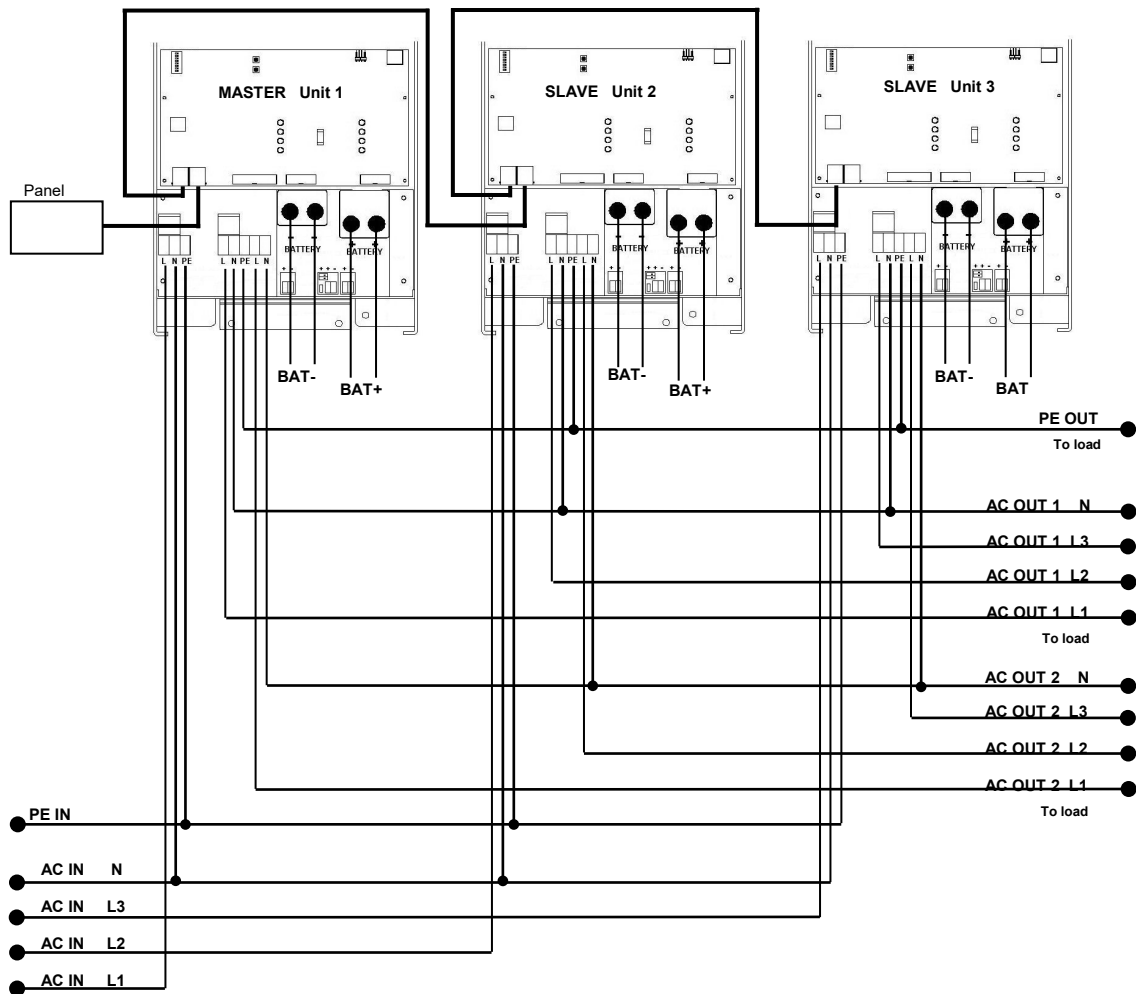 MASTER Unit 1
SLAVE Unit 2
SLAVE Unit 3
Panel
BATTERY BATTERY
BATTERY BATTERY
BATTERY BATTERY
L N PE L N PE L N
L N PE L N PE L N
L N PE L N PE L N
BAT- BAT+
BAT- BAT+
BAT- BAT
PE OUT
To load
AC OUT 1 N
AC OUT 1 L3
AC OUT 1 L2
AC OUT 1 L1
To load
AC OUT 2 N
AC OUT 2 L3
AC OUT 2 L2
AC OUT 2 L1
To load
PE IN
AC IN N
AC IN L3
AC IN L2
AC IN L1